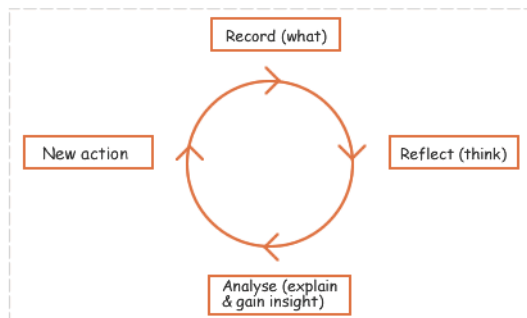 Record (what)
New action
Reflect (think)
Analyse (explain
& gain insight)